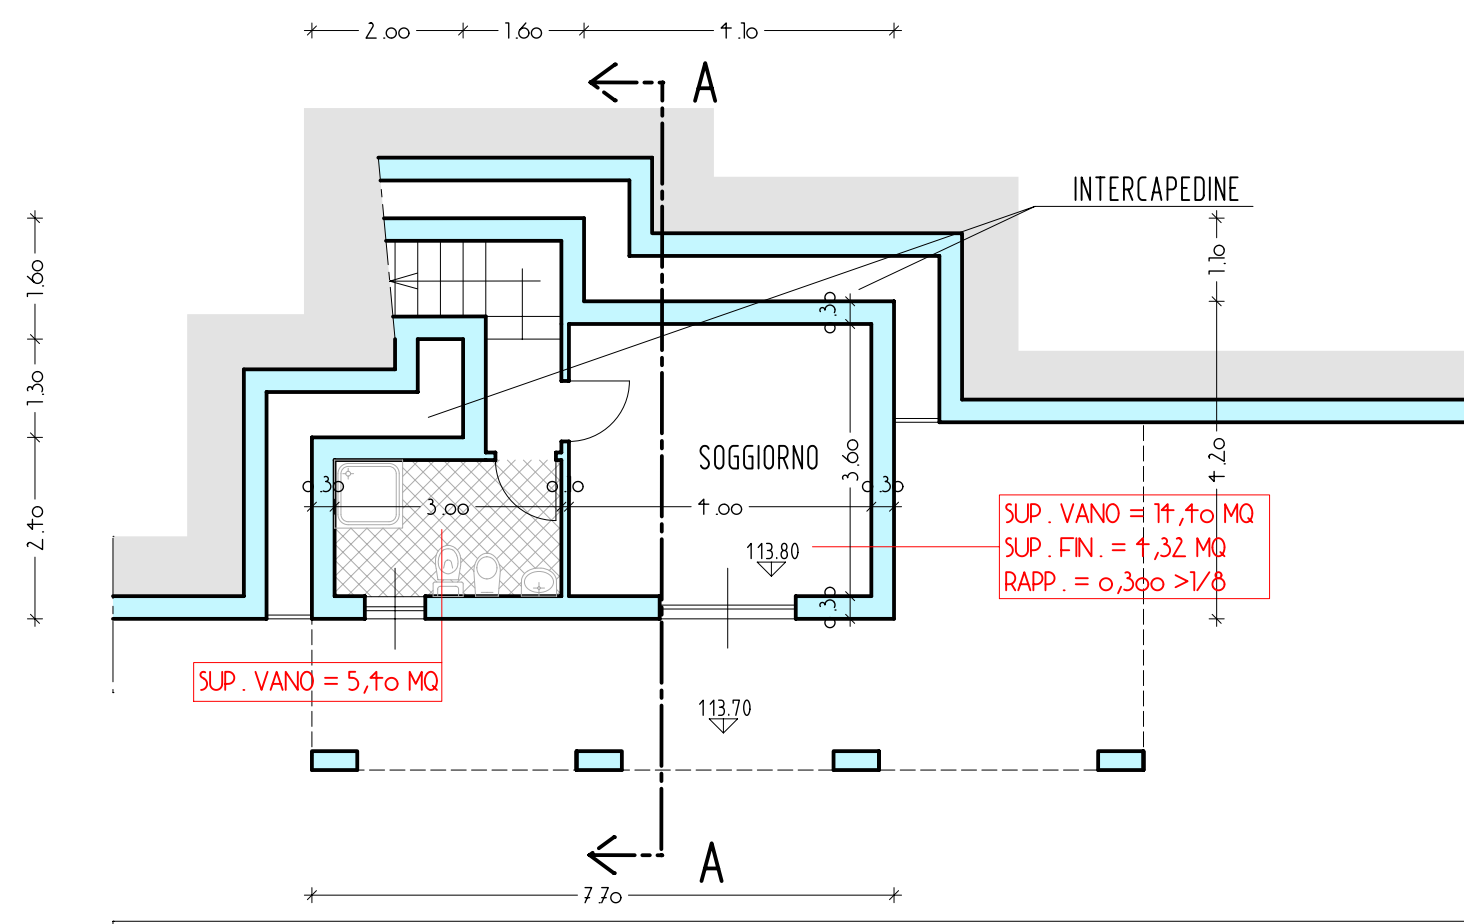 2.00
1.60
4.10
A
INTERCAPEDINE
1.60
1.10
0.30
1.30
SOGGIORNO
3.60
4.20
0.30
3.00
0.10
4.00
0.30
2.40
SUP. VANO = 14,40 MQ
SUP. FIN. = 4,32 MQ
RAPP. = 0,300 >1/8
113.80
0.30
SUP. VANO = 5,40 MQ
113.70
A
7.70